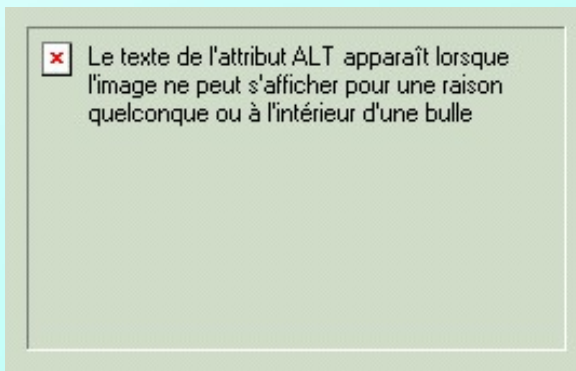 Le texte de l'attribut ALT apparaît lorsque
l'image ne peut s'afficher pour une raison
quelconque ou à l'intérieur d'une bulle